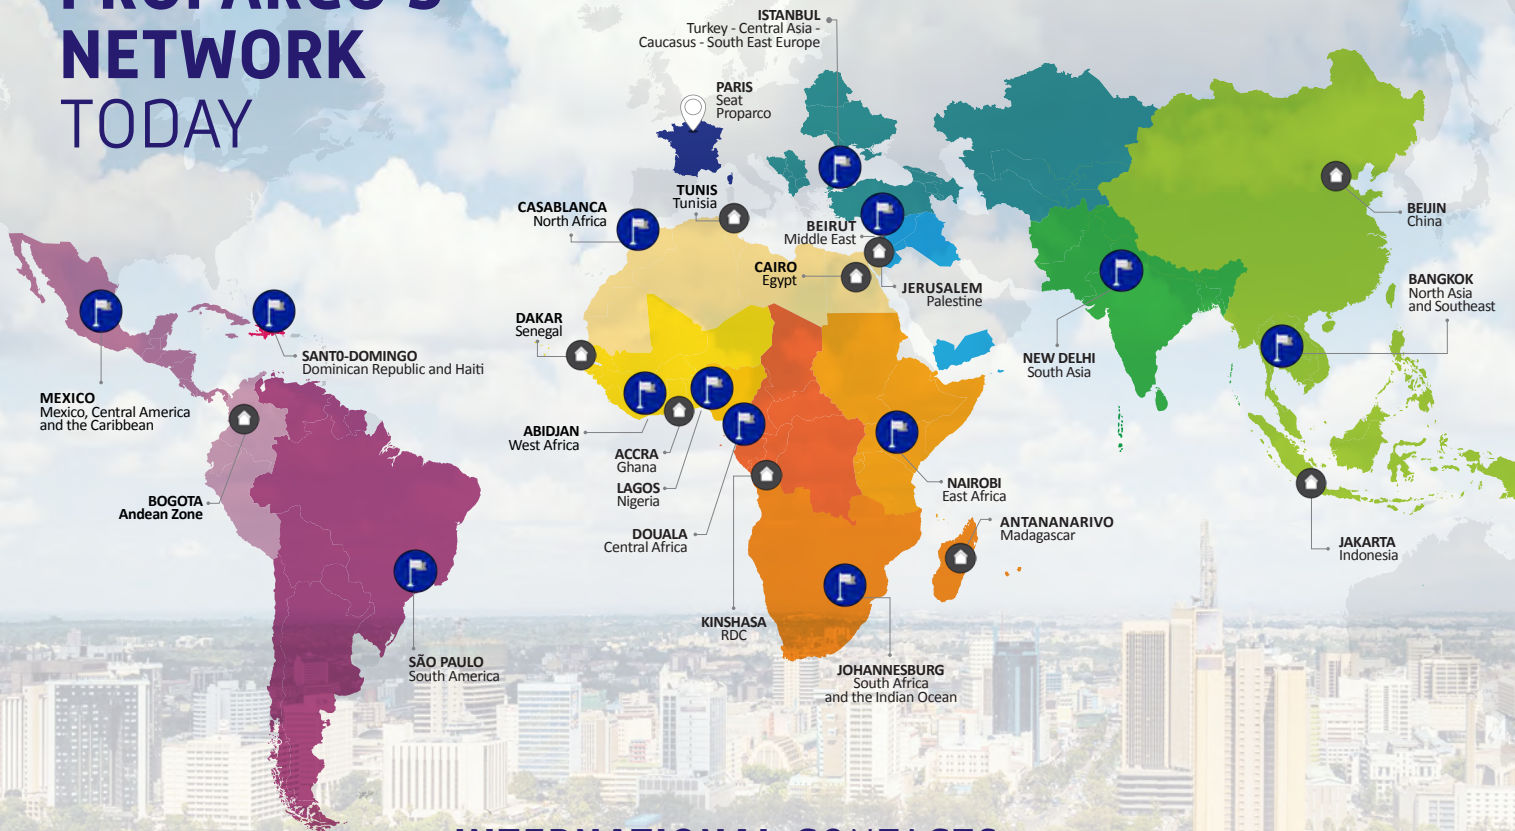 PROPARCO'S
NETWORK
TODAY
ISTANBUL
Turkey - Central Asia -
Caucasus - South East Europe
PARIS
Seat
Proparco
TUNIS
Tunisia
CASABLANCA
North Africa
BEIRUT
Middle East
CAIRO
Egypt
JERUSALEM
Palestine
BEIJIN
China
BANGKOK
North Asia
and Southeast
NEW DELHI
South Asia
DAKAR
Senegal
SANT0-DOMINGO
Dominican Republic and Haiti
MEXICO
Mexico, Central America
and the Caribbean
ABIDJAN
West Africa
ACCRA
Ghana
LAGOS
Nigeria
DOUALA
Central Africa
NAIROBI
East Africa
BOGOTA
Andean Zone
ANTANANARIVO
Madagascar
JAKARTA
Indonesia
KINSHASA
RDC
SÃO PAULO
South America
JOHANNESBURG
South Africa
and the Indian Ocean
INTERNATIONAL CONTACTS